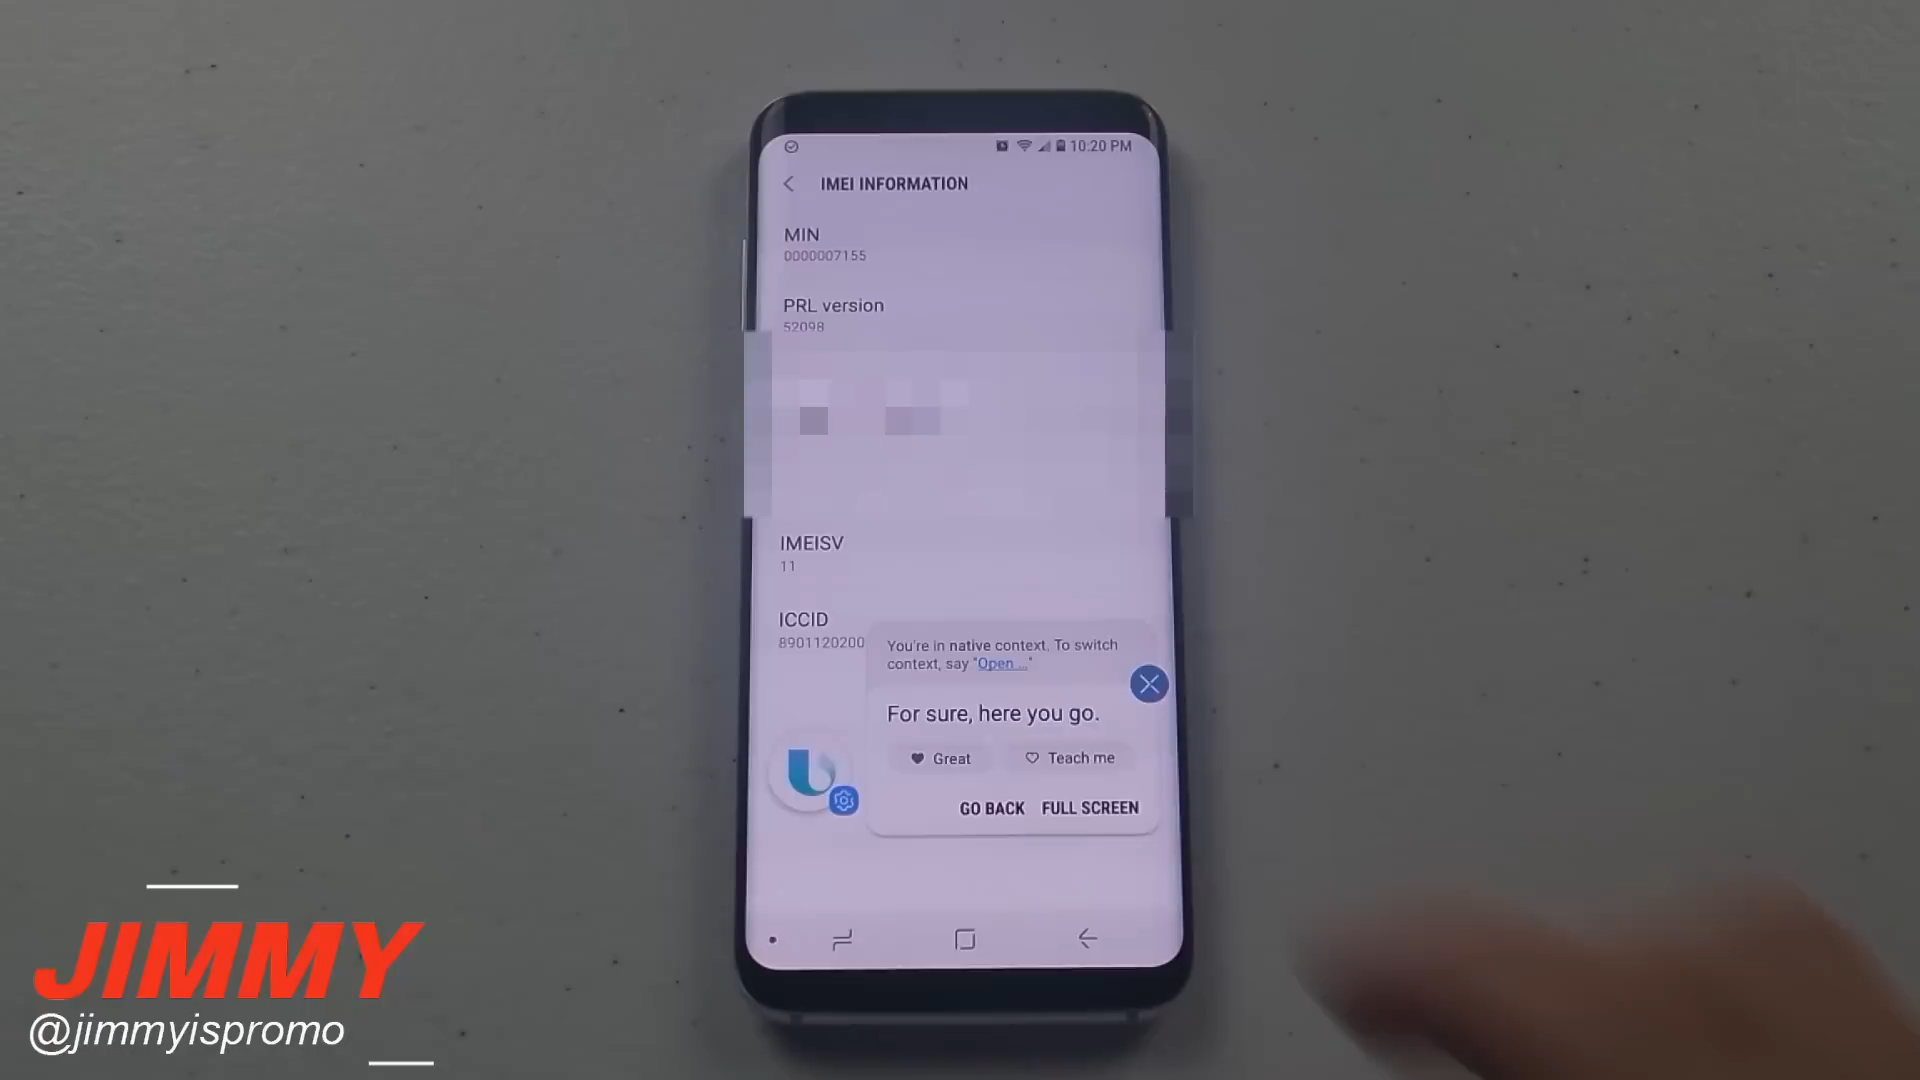 10:20 PM
IMEI INFORMATION
MIN
0000007155
PRL version
52098
IMEISV
11
ICCID
8901120200
You're in native context. To switch
context, say "Open ..."
For sure, here you go.
Great
Teach me
GO BACK
FULL SCREEN
JIMMY
@jimmyispromo